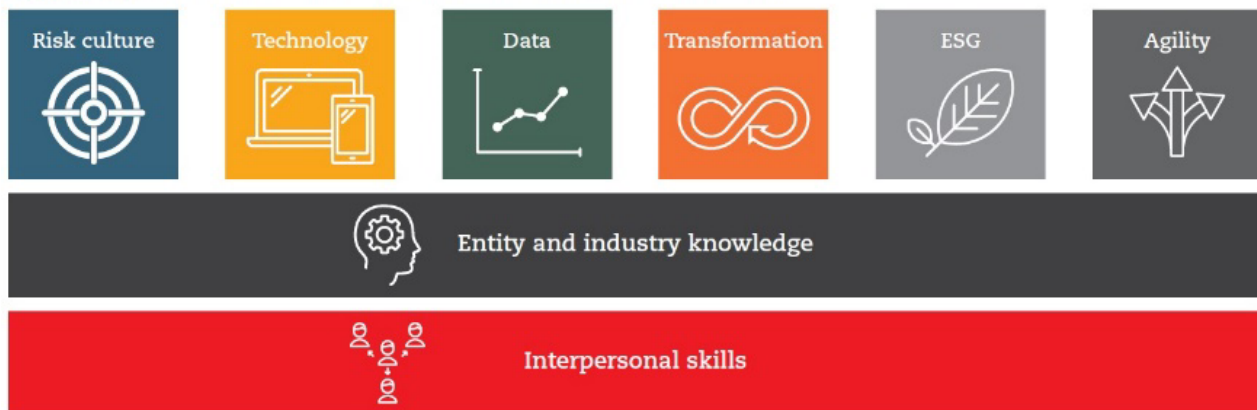 Risk culture
Technology
Data
Transformation
ESG
Agility
Entity and industry knowledge
Interpersonal skills